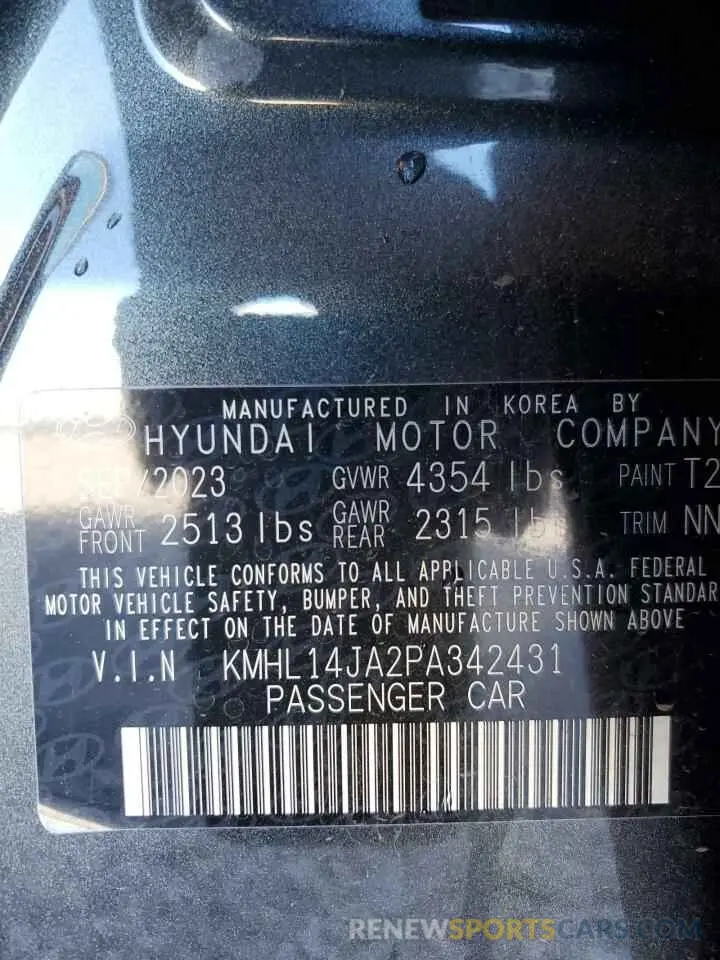 MANUFACTURED IN KOREA BY
HYUNDAI MOTOR COMPANY
SEP/2023 GVWR 4354 lbs PAINT T2
GAWR FRONT 2513 lbs GAWR REAR 2315 lbs TRIM NN
THIS VEHICLE CONFORMS TO ALL APPLICABLE U.S.A. FEDERAL
MOTOR VEHICLE SAFETY, BUMPER, AND THEFT PREVENTION STANDAR
IN EFFECT ON THE DATE OF MANUFACTURE SHOWN ABOVE
V.I.N KMHL14JA2PA342431
PASSENGER CAR
RENEWSPORTSCARS.COM